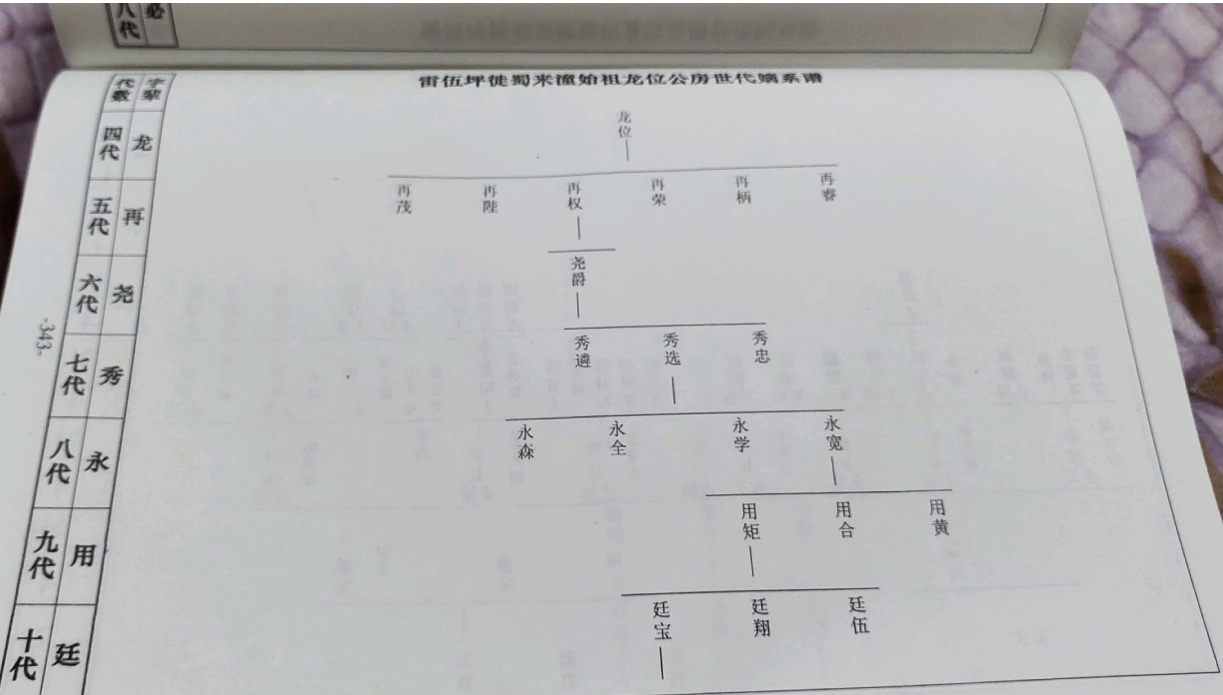 八代 必
雷伍坪徙蜀来潼始祖龙位公房世代嫡系谱
代数 字辈
四代 龙
龙位
五代 再
再茂 再陛 再权 再荣 再柄 再睿
六代 尧
尧爵
七代 秀
秀遴 秀选 秀忠
八代 永
永森 永全 永学 永宽
九代 用
用矩 用合 用黄
十代 廷
廷宝 廷翔 廷伍
-343-